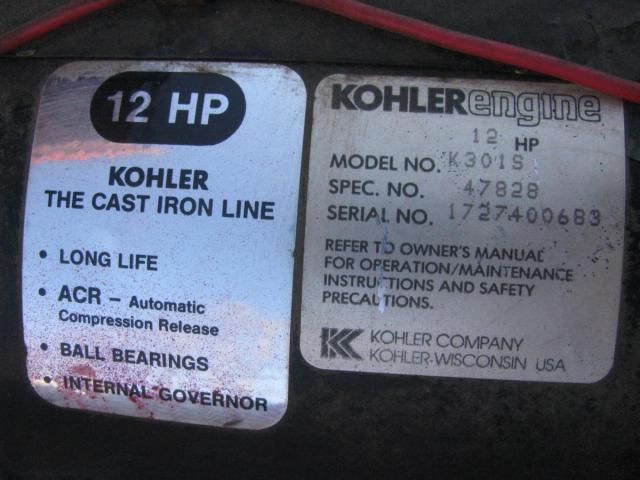 12 HP
KOHLER
THE CAST IRON LINE
• LONG LIFE
• ACR – Automatic
Compression Release
• BALL BEARINGS
• INTERNAL GOVERNOR
KOHLERengine
12 HP
MODEL NO. K301S
SPEC. NO. 47828
SERIAL NO. 1727400683
REFER TO OWNER'S MANUAL
FOR OPERATION/MAINTENANCE
INSTRUCTIONS AND SAFETY
PRECAUTIONS.
KOHLER COMPANY
KOHLER-WISCONSIN USA